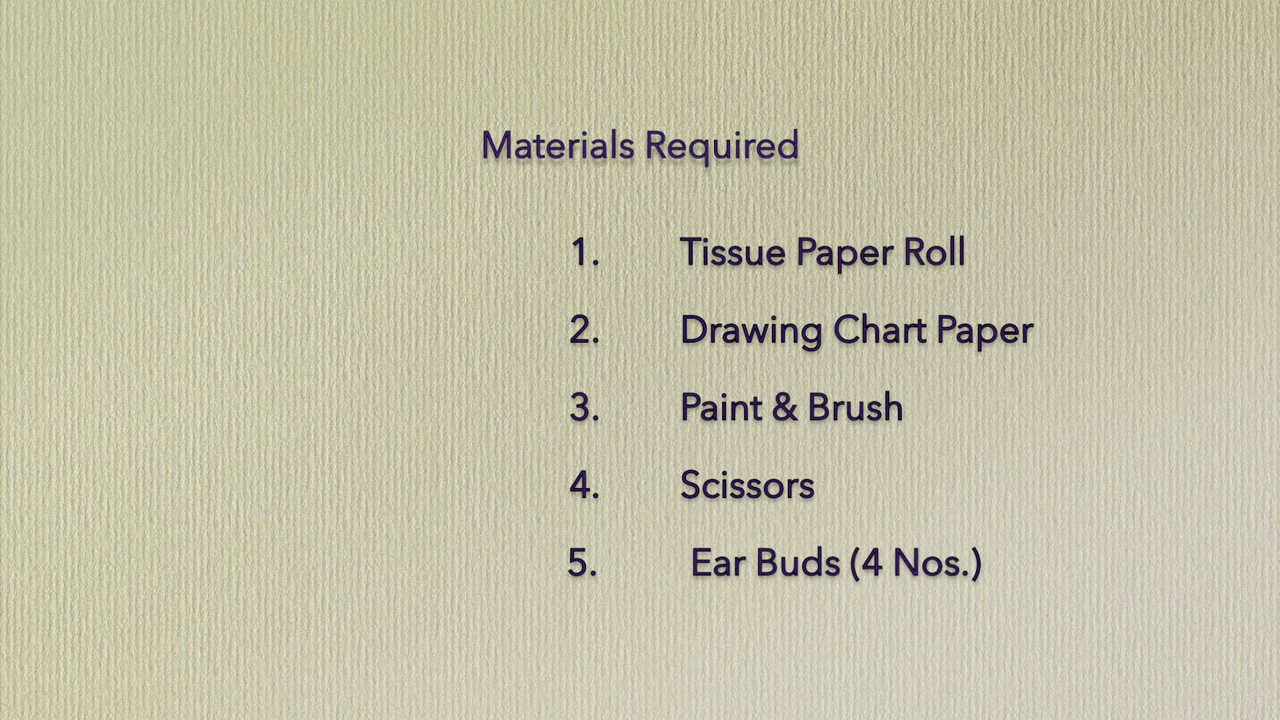 Materials Required
1. Tissue Paper Roll
2. Drawing Chart Paper
3. Paint & Brush
4. Scissors
5. Ear Buds (4 Nos.)